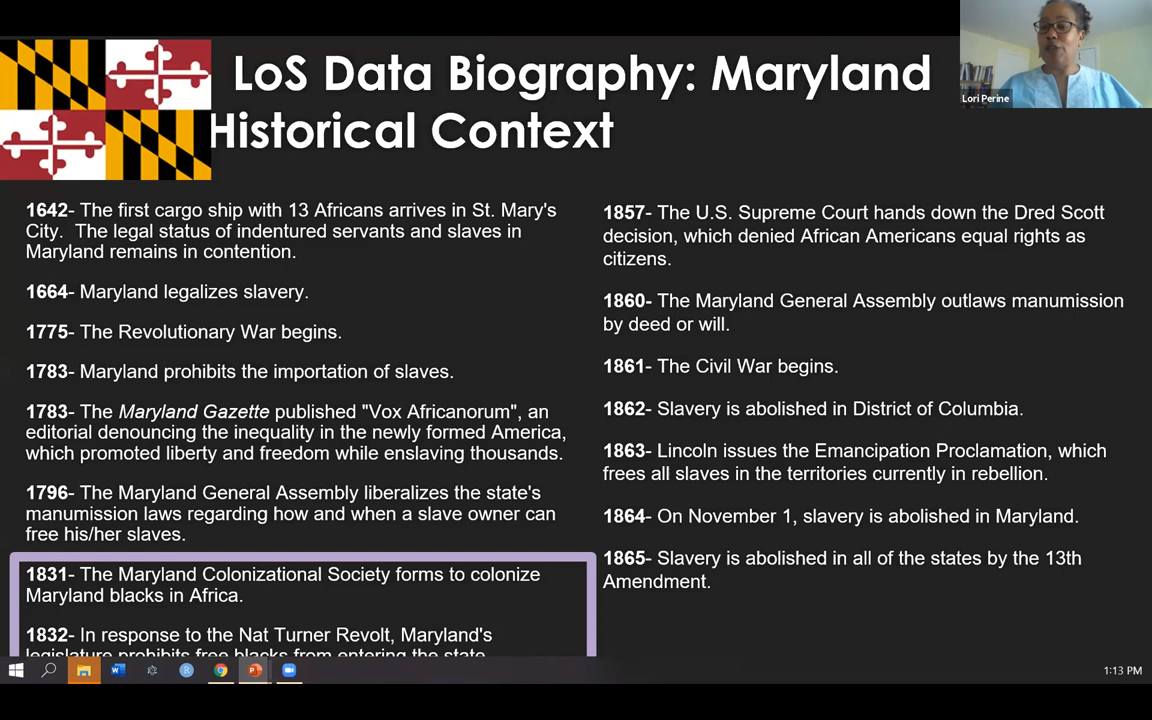 LoS Data Biography: Maryland
Historical Context
Lori Perine
1642- The first cargo ship with 13 Africans arrives in St. Mary's
City.  The legal status of indentured servants and slaves in
Maryland remains in contention.
1664- Maryland legalizes slavery.
1775- The Revolutionary War begins.
1783- Maryland prohibits the importation of slaves.
1783- The Maryland Gazette published "Vox Africanorum", an
editorial denouncing the inequality in the newly formed America,
which promoted liberty and freedom while enslaving thousands.
1796- The Maryland General Assembly liberalizes the state's
manumission laws regarding how and when a slave owner can
free his/her slaves.
1831- The Maryland Colonizational Society forms to colonize
Maryland blacks in Africa.
1832- In response to the Nat Turner Revolt, Maryland's
legislature prohibits free blacks from entering the state
1857- The U.S. Supreme Court hands down the Dred Scott
decision, which denied African Americans equal rights as
citizens.
1860- The Maryland General Assembly outlaws manumission
by deed or will.
1861- The Civil War begins.
1862- Slavery is abolished in District of Columbia.
1863- Lincoln issues the Emancipation Proclamation, which
frees all slaves in the territories currently in rebellion.
1864- On November 1, slavery is abolished in Maryland.
1865- Slavery is abolished in all of the states by the 13th
Amendment.
1:13 PM